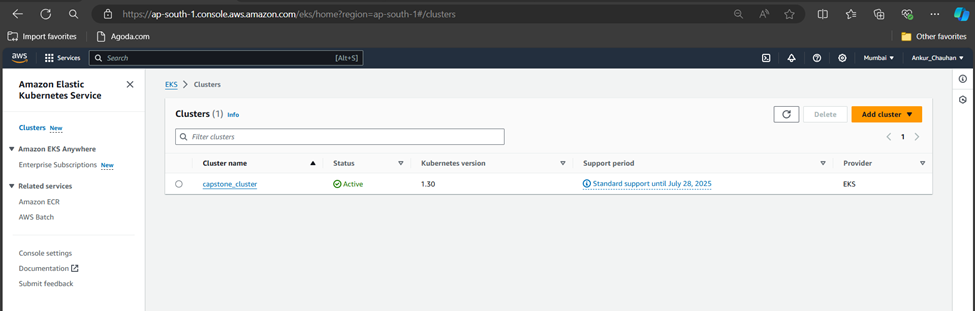 https://ap-south-1.console.aws.amazon.com/eks/home?region=ap-south-1#/clusters
Import favorites Agoda.com Other favorites
aws Services Search [Alt+S] Mumbai Ankur_Chauhan
Amazon Elastic
Kubernetes Service
Clusters New
Amazon EKS Anywhere
Enterprise Subscriptions New
Related services
Amazon ECR
AWS Batch
Console settings
Documentation
Submit feedback
EKS Clusters
Clusters (1) Info
Delete Add cluster
Filter clusters
1
Cluster name Status Kubernetes version Support period Provider
capstone_cluster Active 1.30 Standard support until July 28, 2025 EKS